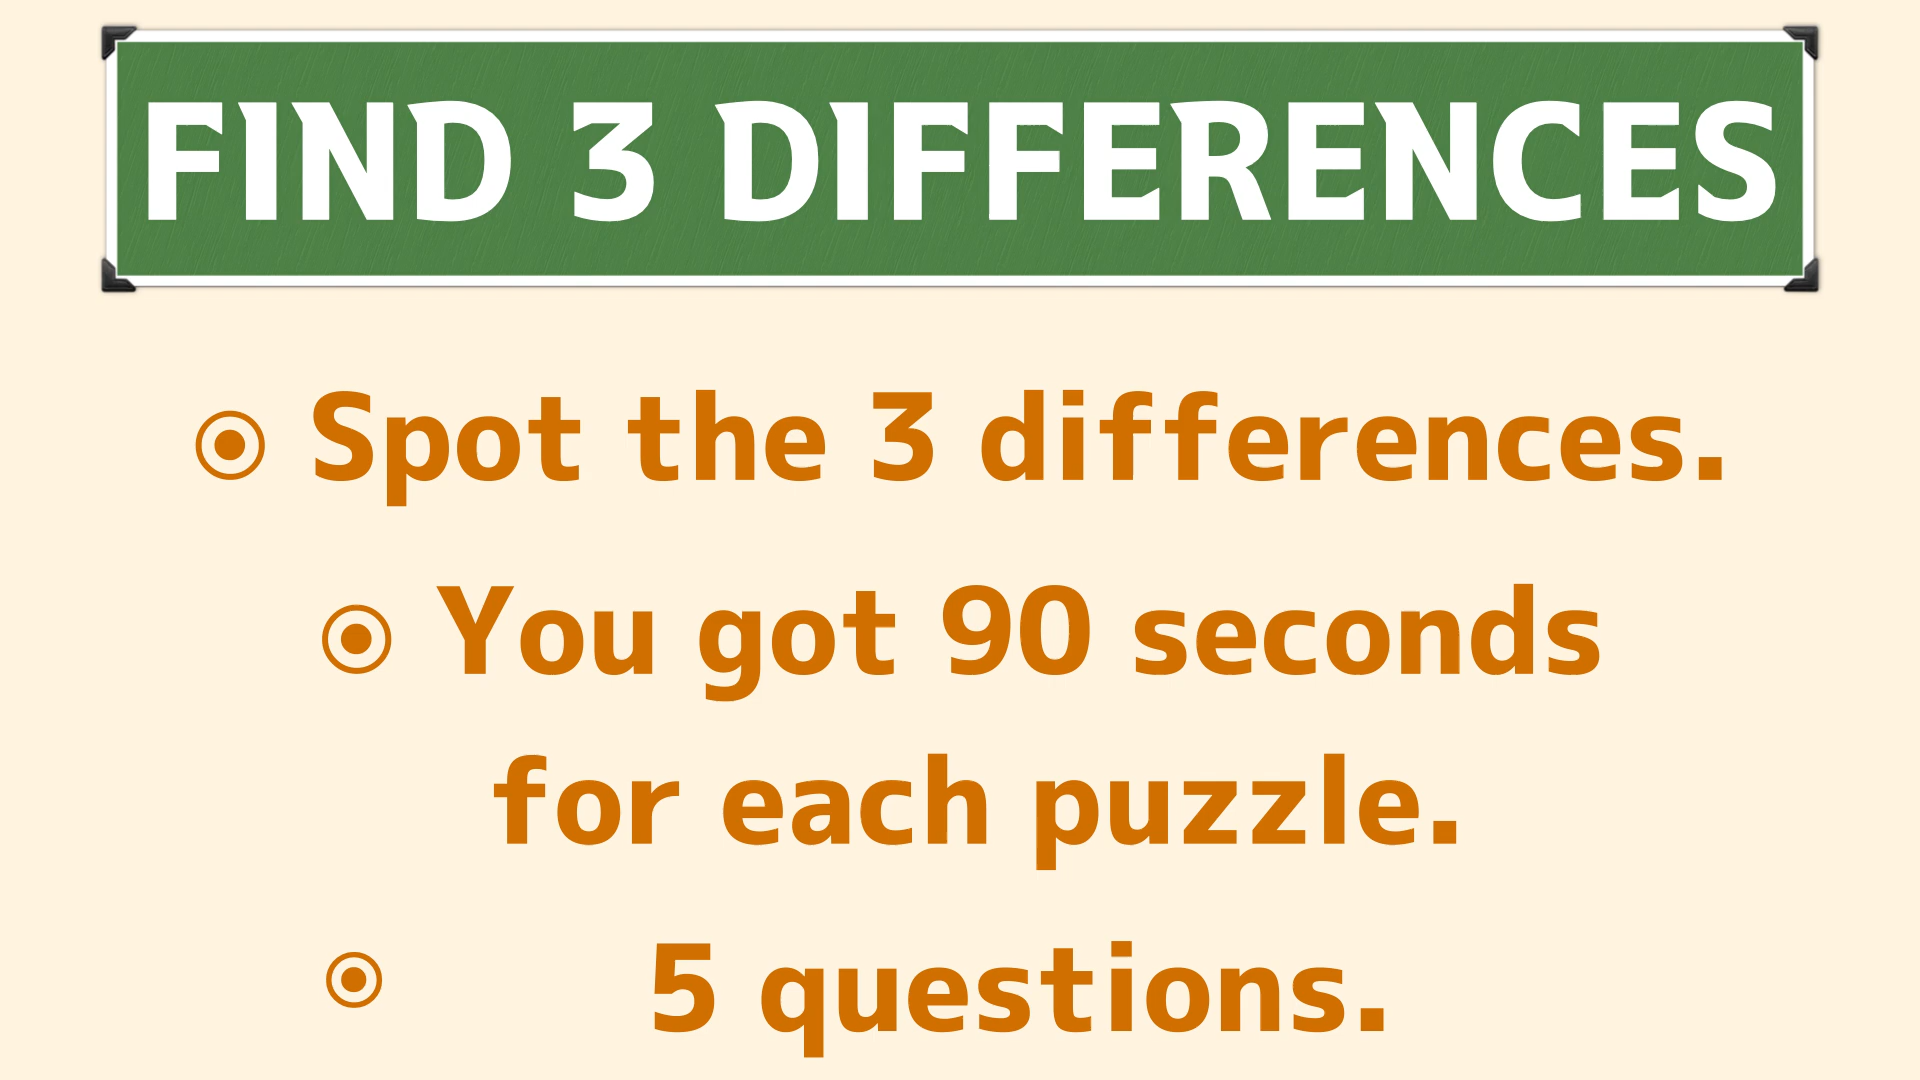 FIND 3 DIFFERENCES
◉ Spot the 3 differences.
◉ You got 90 seconds
for each puzzle.
◉ 5 questions.